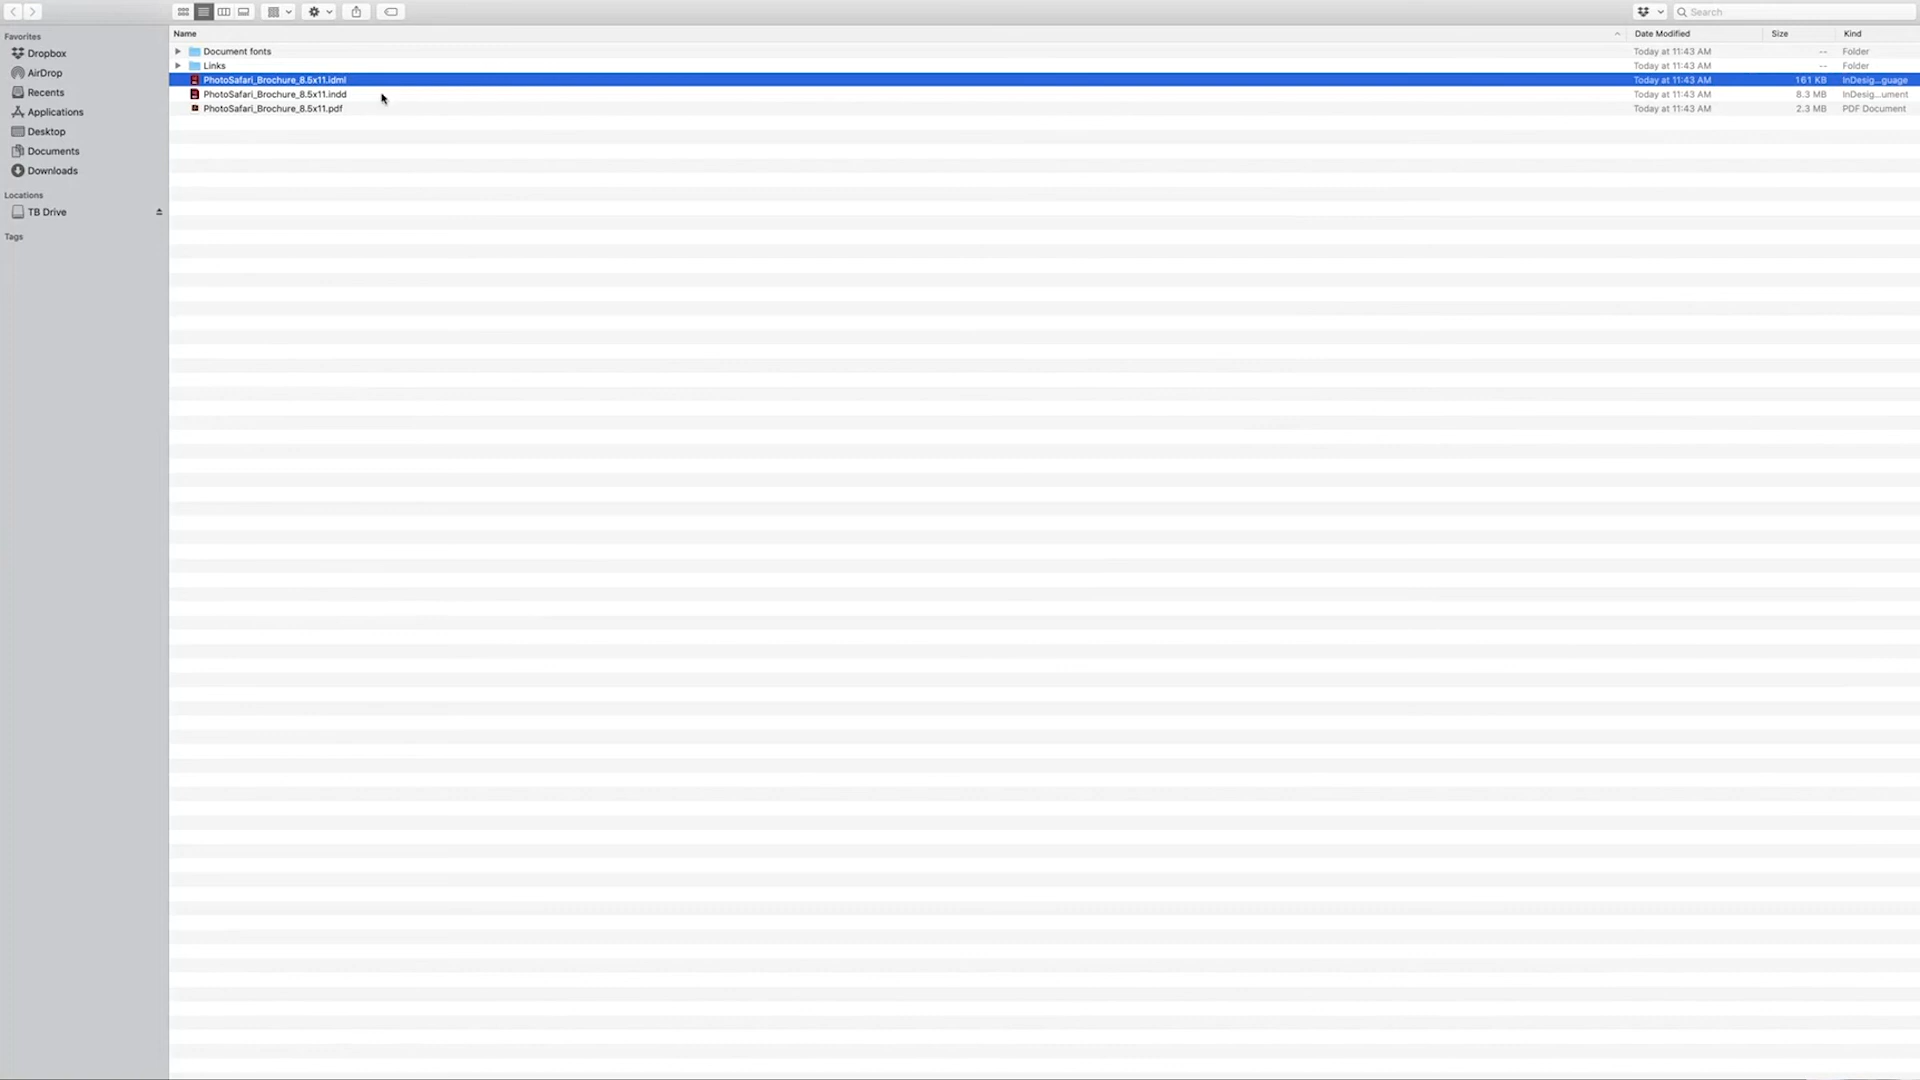 Search
Favorites
Dropbox
AirDrop
Recents
Applications
Desktop
Documents
Downloads
Locations
TB Drive
Tags
Name Date Modified Size Kind
Document fonts Today at 11:43 AM -- Folder
Links Today at 11:43 AM -- Folder
PhotoSafari_Brochure_8.5x11.idml Today at 11:43 AM 161 KB InDesig...guage
PhotoSafari_Brochure_8.5x11.indd Today at 11:43 AM 8.3 MB InDesig...ument
PhotoSafari_Brochure_8.5x11.pdf Today at 11:43 AM 2.3 MB PDF Document